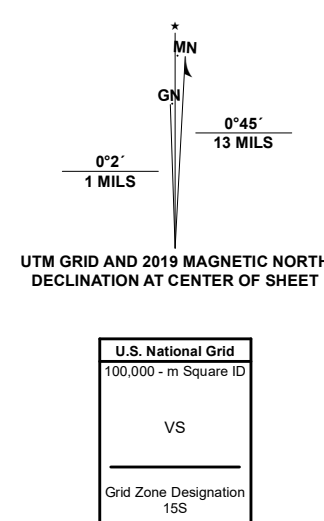 ★
MN
GN
0°45´
13 MILS
0°2´
1 MILS
UTM GRID AND 2019 MAGNETIC NORTH
DECLINATION AT CENTER OF SHEET
U.S. National Grid
100,000 - m Square ID
VS
Grid Zone Designation
15S